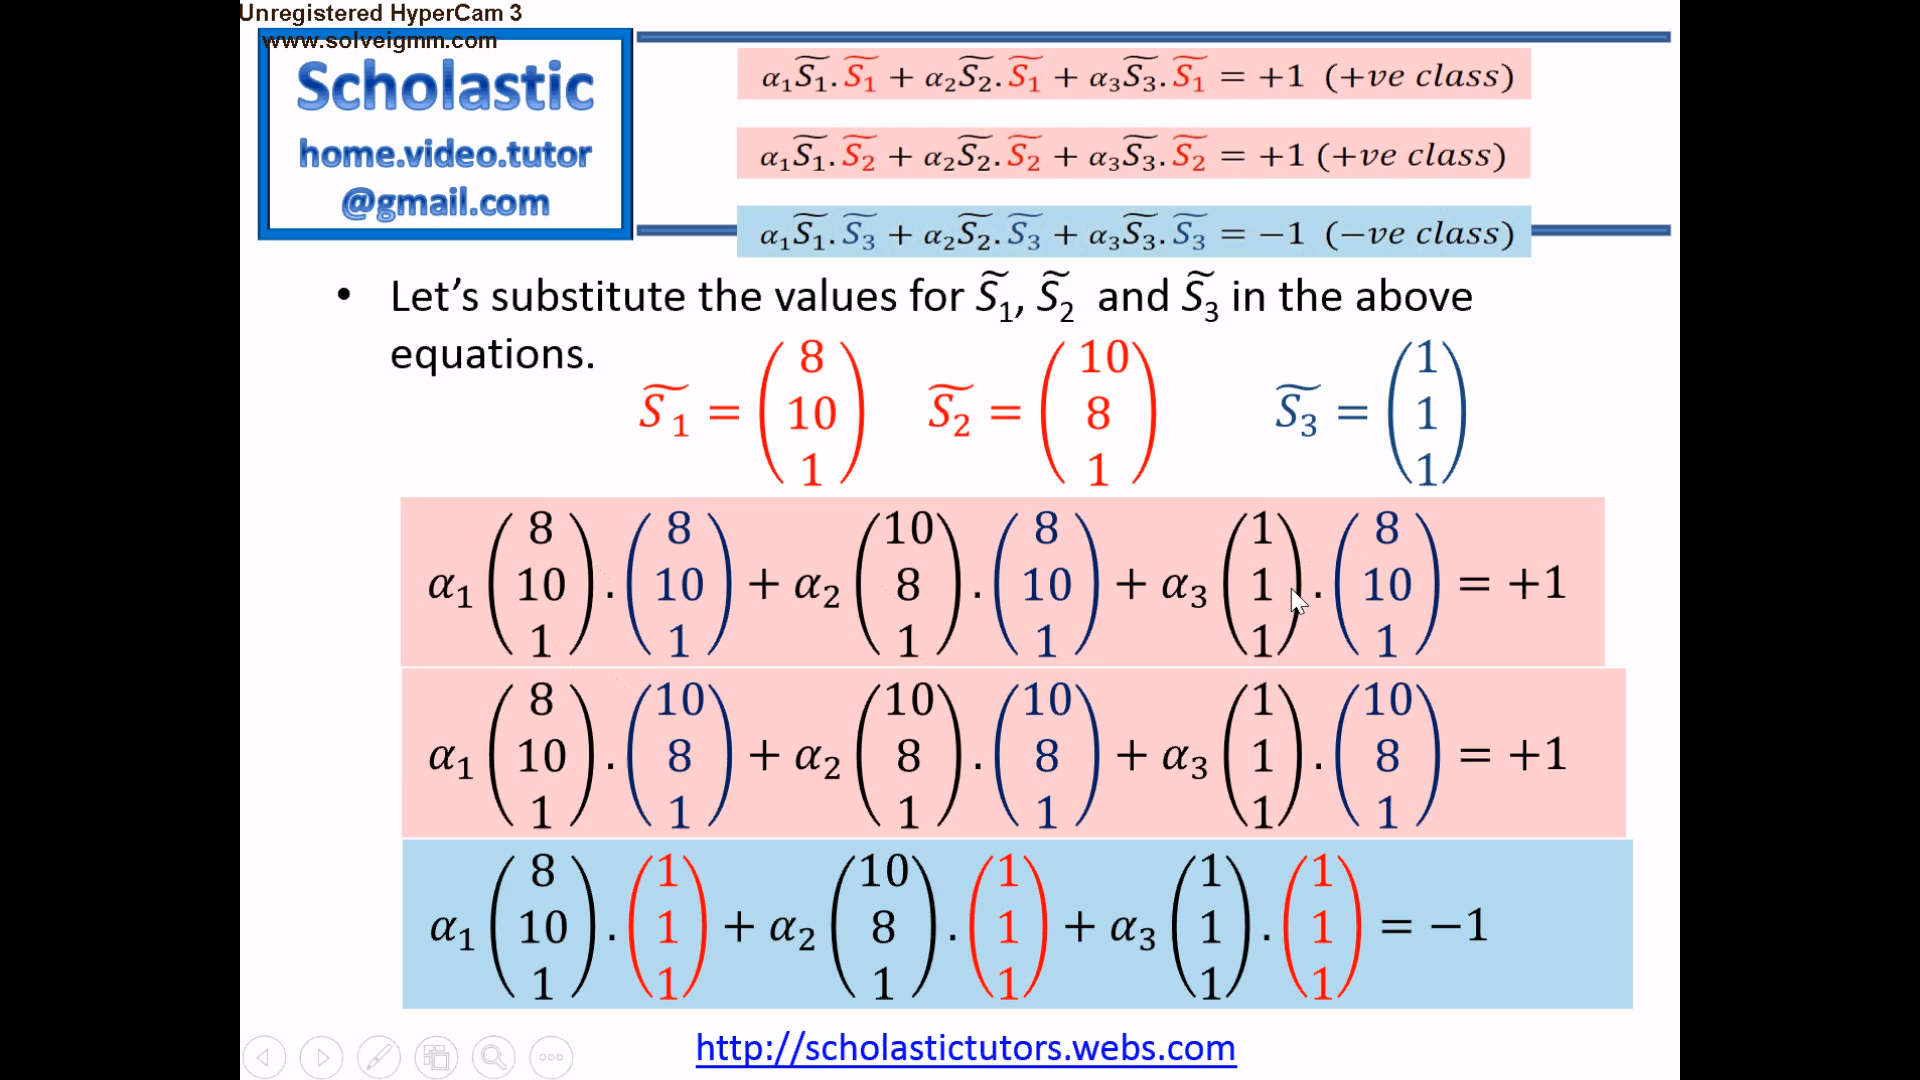 Unregistered HyperCam 3
www.solveigmm.com
Scholastic
home.video.tutor
@gmail.com
α₁S̃₁.S̃₁ + α₂S̃₂.S̃₁ + α₃S̃₃.S̃₁ = +1 (+ve class)
α₁S̃₁.S̃₂ + α₂S̃₂.S̃₂ + α₃S̃₃.S̃₂ = +1 (+ve class)
α₁S̃₁.S̃₃ + α₂S̃₂.S̃₃ + α₃S̃₃.S̃₃ = −1 (−ve class)
• Let’s substitute the values for S̃₁, S̃₂ and S̃₃ in the above
equations.
S̃₁ = (8 10 1) S̃₂ = (10 8 1) S̃₃ = (1 1 1)
α₁ (8 10 1) . (8 10 1) + α₂ (10 8 1) . (8 10 1) + α₃ (1 1 1) . (8 10 1) = +1
α₁ (8 10 1) . (10 8 1) + α₂ (10 8 1) . (10 8 1) + α₃ (1 1 1) . (10 8 1) = +1
α₁ (8 10 1) . (1 1 1) + α₂ (10 8 1) . (1 1 1) + α₃ (1 1 1) . (1 1 1) = −1
http://scholastictutors.webs.com